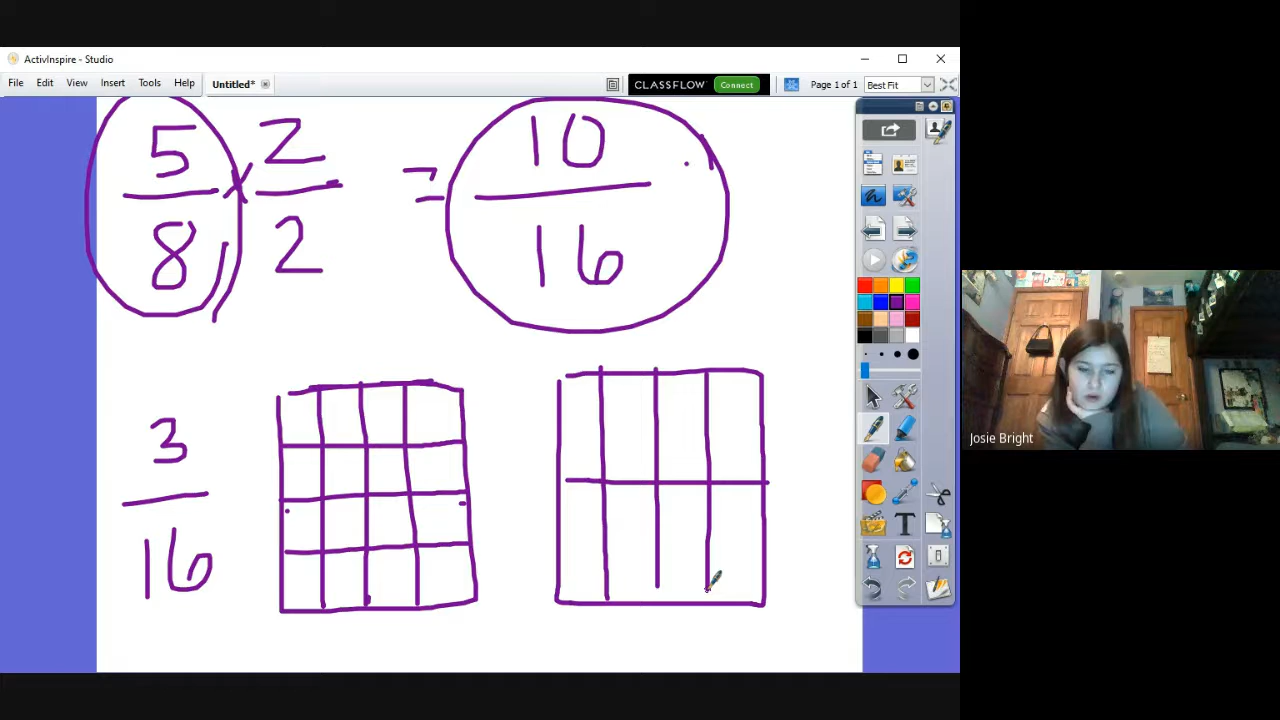 ActivInspire - Studio
File Edit View Insert Tools Help Untitled* CLASSFLOW Connect Page 1 of 1 Best Fit
5/8 x 2/2 = 10/16
3/16
T
Josie Bright